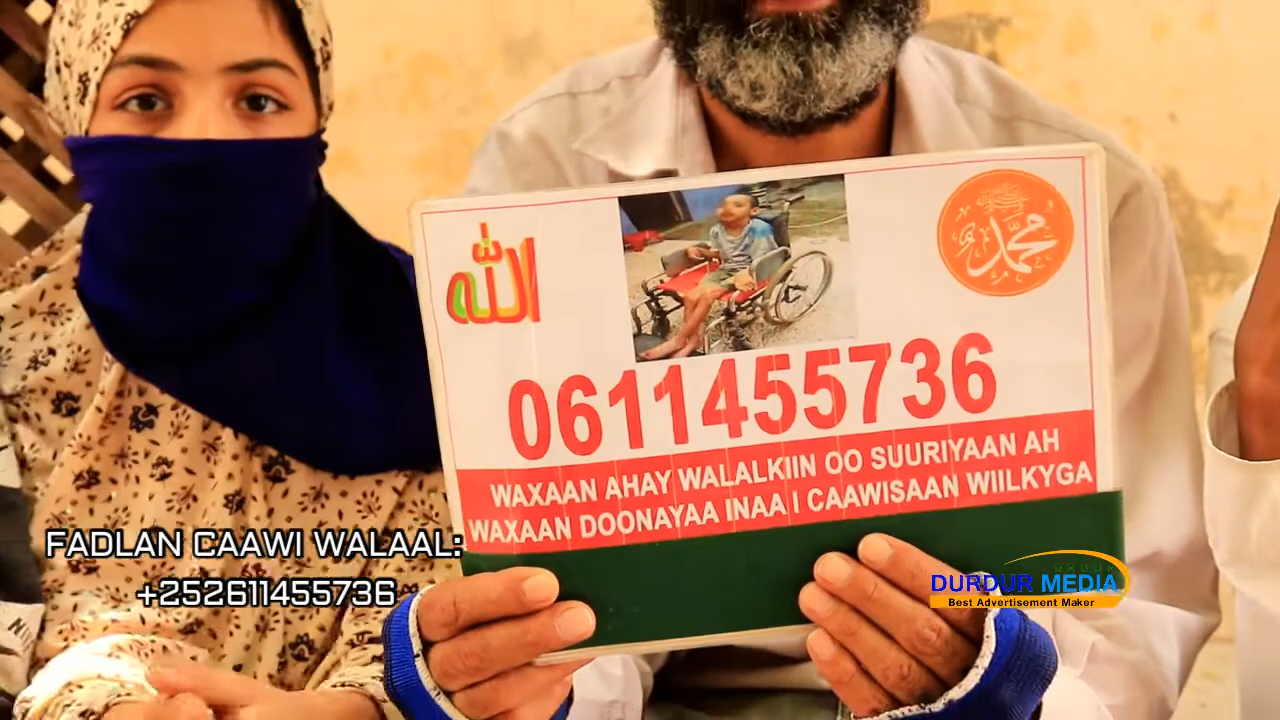 الله
محمد
0611455736
WAXAAN AHAY WALALKIIN OO SUURIYAAN AH
WAXAAN DOONAYAA INAA I CAAWISAAN WIILKYGA
FADLAN CAAWI WALAAL:
+252611455736
GROUP
DURDUR MEDIA
Best Advertisement Maker